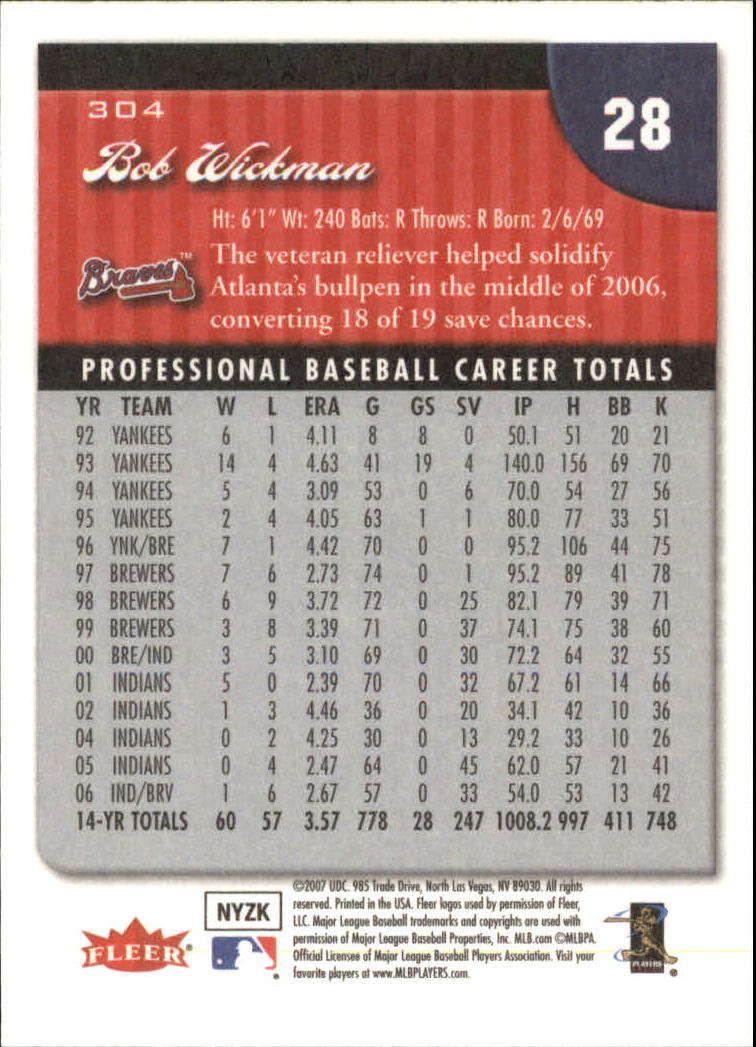 304
28
Bob Wickman
Ht: 6'1" Wt: 240 Bats: R Throws: R Born: 2/6/69
Braves™
The veteran reliever helped solidify
Atlanta's bullpen in the middle of 2006,
converting 18 of 19 save chances.
PROFESSIONAL BASEBALL CAREER TOTALS
YR TEAM W L ERA G GS SV IP H BB K
92 YANKEES 6 1 4.11 8 8 0 50.1 51 20 21
93 YANKEES 14 4 4.63 41 19 4 140.0 156 69 70
94 YANKEES 5 4 3.09 53 0 6 70.0 54 27 56
95 YANKEES 2 4 4.05 63 1 1 80.0 77 33 51
96 YNK/BRE 7 1 4.42 70 0 0 95.2 106 44 75
97 BREWERS 7 6 2.73 74 0 1 95.2 89 41 78
98 BREWERS 6 9 3.72 72 0 25 82.1 79 39 71
99 BREWERS 3 8 3.39 71 0 37 74.1 75 38 60
00 BRE/IND 3 5 3.10 69 0 30 72.2 64 32 55
01 INDIANS 5 0 2.39 70 0 32 67.2 61 14 66
02 INDIANS 1 3 4.46 36 0 20 34.1 42 10 36
04 INDIANS 0 2 4.25 30 0 13 29.2 33 10 26
05 INDIANS 0 4 2.47 64 0 45 62.0 57 21 41
06 IND/BRV 1 6 2.67 57 0 33 54.0 53 13 42
14-YR TOTALS 60 57 3.57 778 28 247 1008.2 997 411 748
©2007 UDC. 985 Trade Drive, North Las Vegas, NV 89030. All rights
reserved. Printed in the USA. Fleer logos used by permission of Fleer,
LLC. Major League Baseball trademarks and copyrights are used with
permission of Major League Baseball Properties, Inc. MLB.com ©MLBPA.
Official Licensee of Major League Baseball Players Association. Visit your
favorite players at www.MLBPLAYERS.com.
NYZK
FLEER®
PLAYERS
®